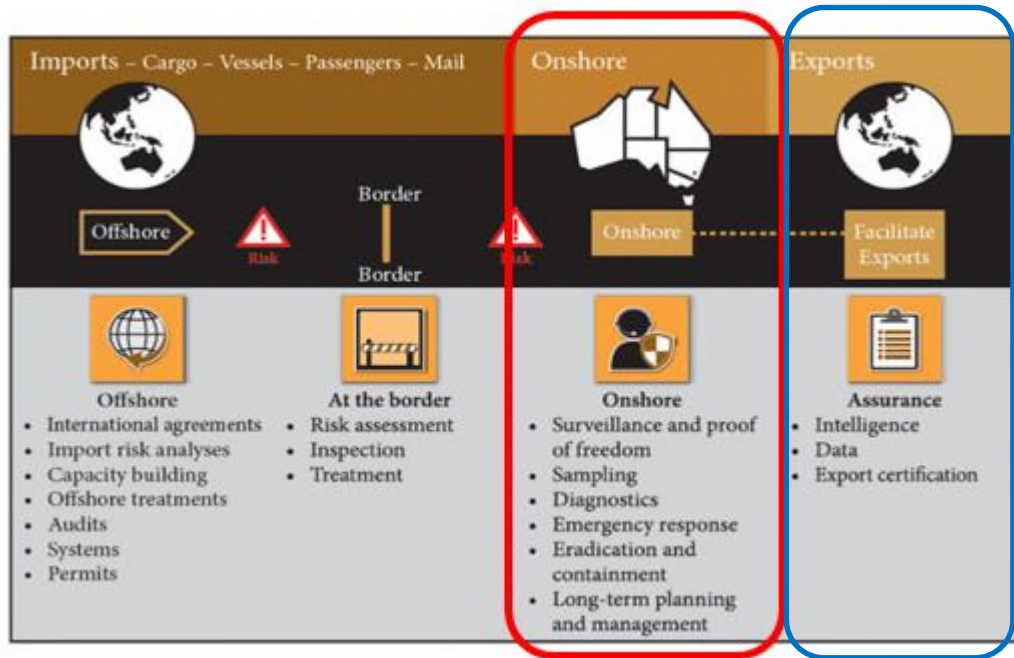 Imports – Cargo – Vessels – Passengers – Mail
Onshore
Exports
Offshore
Risk
Border
Border
Risk
Onshore
Facilitate
Exports
Offshore
• International agreements
• Import risk analyses
• Capacity building
• Offshore treatments
• Audits
• Systems
• Permits
At the border
• Risk assessment
• Inspection
• Treatment
Onshore
• Surveillance and proof
of freedom
• Sampling
• Diagnostics
• Emergency response
• Eradication and
containment
• Long-term planning
and management
Assurance
• Intelligence
• Data
• Export certification